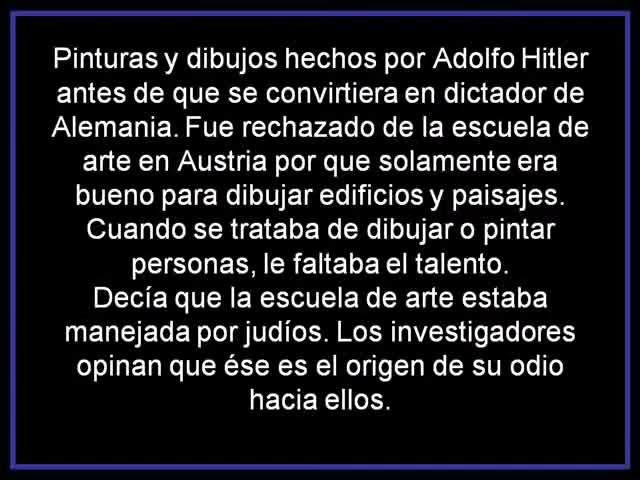 Pinturas y dibujos hechos por Adolfo Hitler
antes de que se convirtiera en dictador de
Alemania. Fue rechazado de la escuela de
arte en Austria por que solamente era
bueno para dibujar edificios y paisajes.
Cuando se trataba de dibujar o pintar
personas, le faltaba el talento.
Decía que la escuela de arte estaba
manejada por judíos. Los investigadores
opinan que ése es el origen de su odio
hacia ellos.